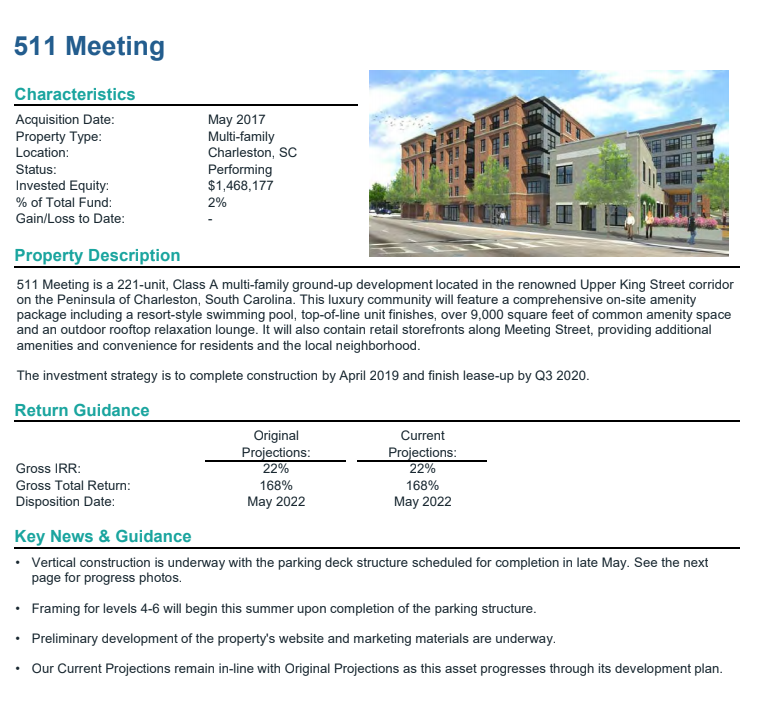 511 Meeting
Characteristics
Acquisition Date: May 2017
Property Type: Multi-family
Location: Charleston, SC
Status: Performing
Invested Equity: $1,468,177
% of Total Fund: 2%
Gain/Loss to Date: -
Property Description
511 Meeting is a 221-unit, Class A multi-family ground-up development located in the renowned Upper King Street corridor
on the Peninsula of Charleston, South Carolina. This luxury community will feature a comprehensive on-site amenity
package including a resort-style swimming pool, top-of-line unit finishes, over 9,000 square feet of common amenity space
and an outdoor rooftop relaxation lounge. It will also contain retail storefronts along Meeting Street, providing additional
amenities and convenience for residents and the local neighborhood.
The investment strategy is to complete construction by April 2019 and finish lease-up by Q3 2020.
Return Guidance
Original Current
Projections: Projections:
Gross IRR: 22% 22%
Gross Total Return: 168% 168%
Disposition Date: May 2022 May 2022
Key News & Guidance
• Vertical construction is underway with the parking deck structure scheduled for completion in late May. See the next
page for progress photos.
• Framing for levels 4-6 will begin this summer upon completion of the parking structure.
• Preliminary development of the property's website and marketing materials are underway.
• Our Current Projections remain in-line with Original Projections as this asset progresses through its development plan.